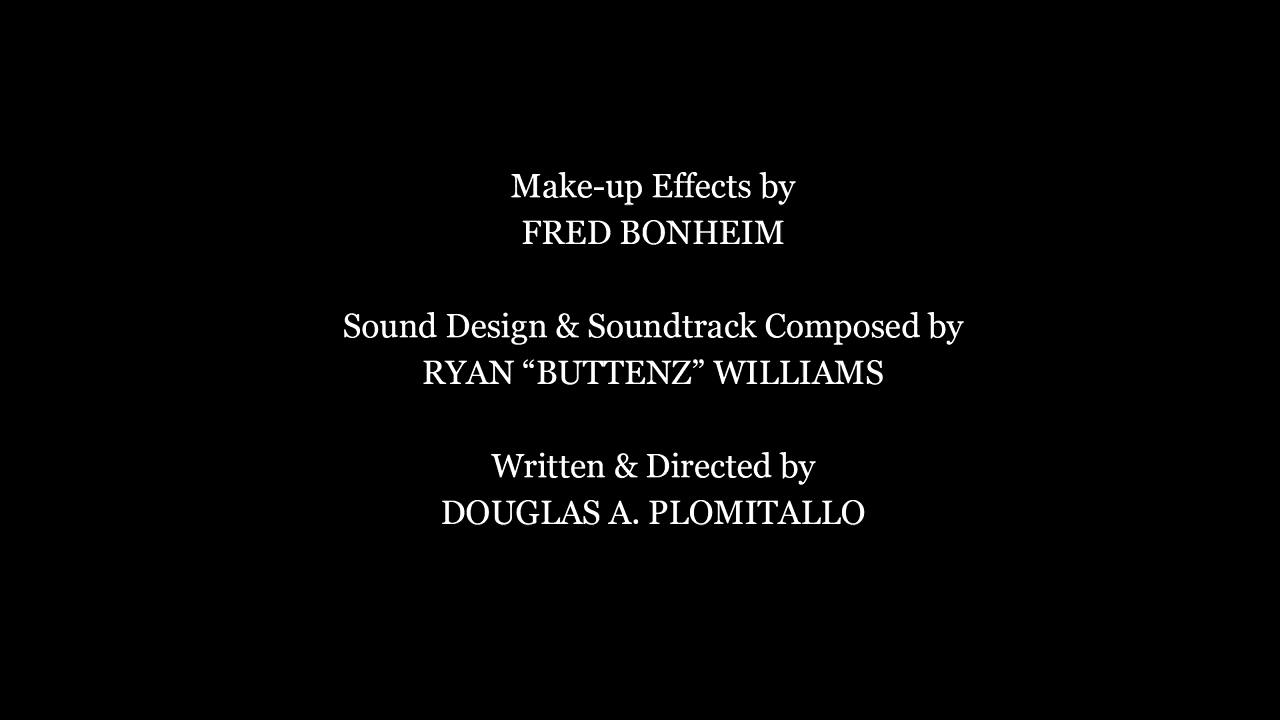 Make-up Effects by
FRED BONHEIM
Sound Design & Soundtrack Composed by
RYAN “BUTTENZ” WILLIAMS
Written & Directed by
DOUGLAS A. PLOMITALLO